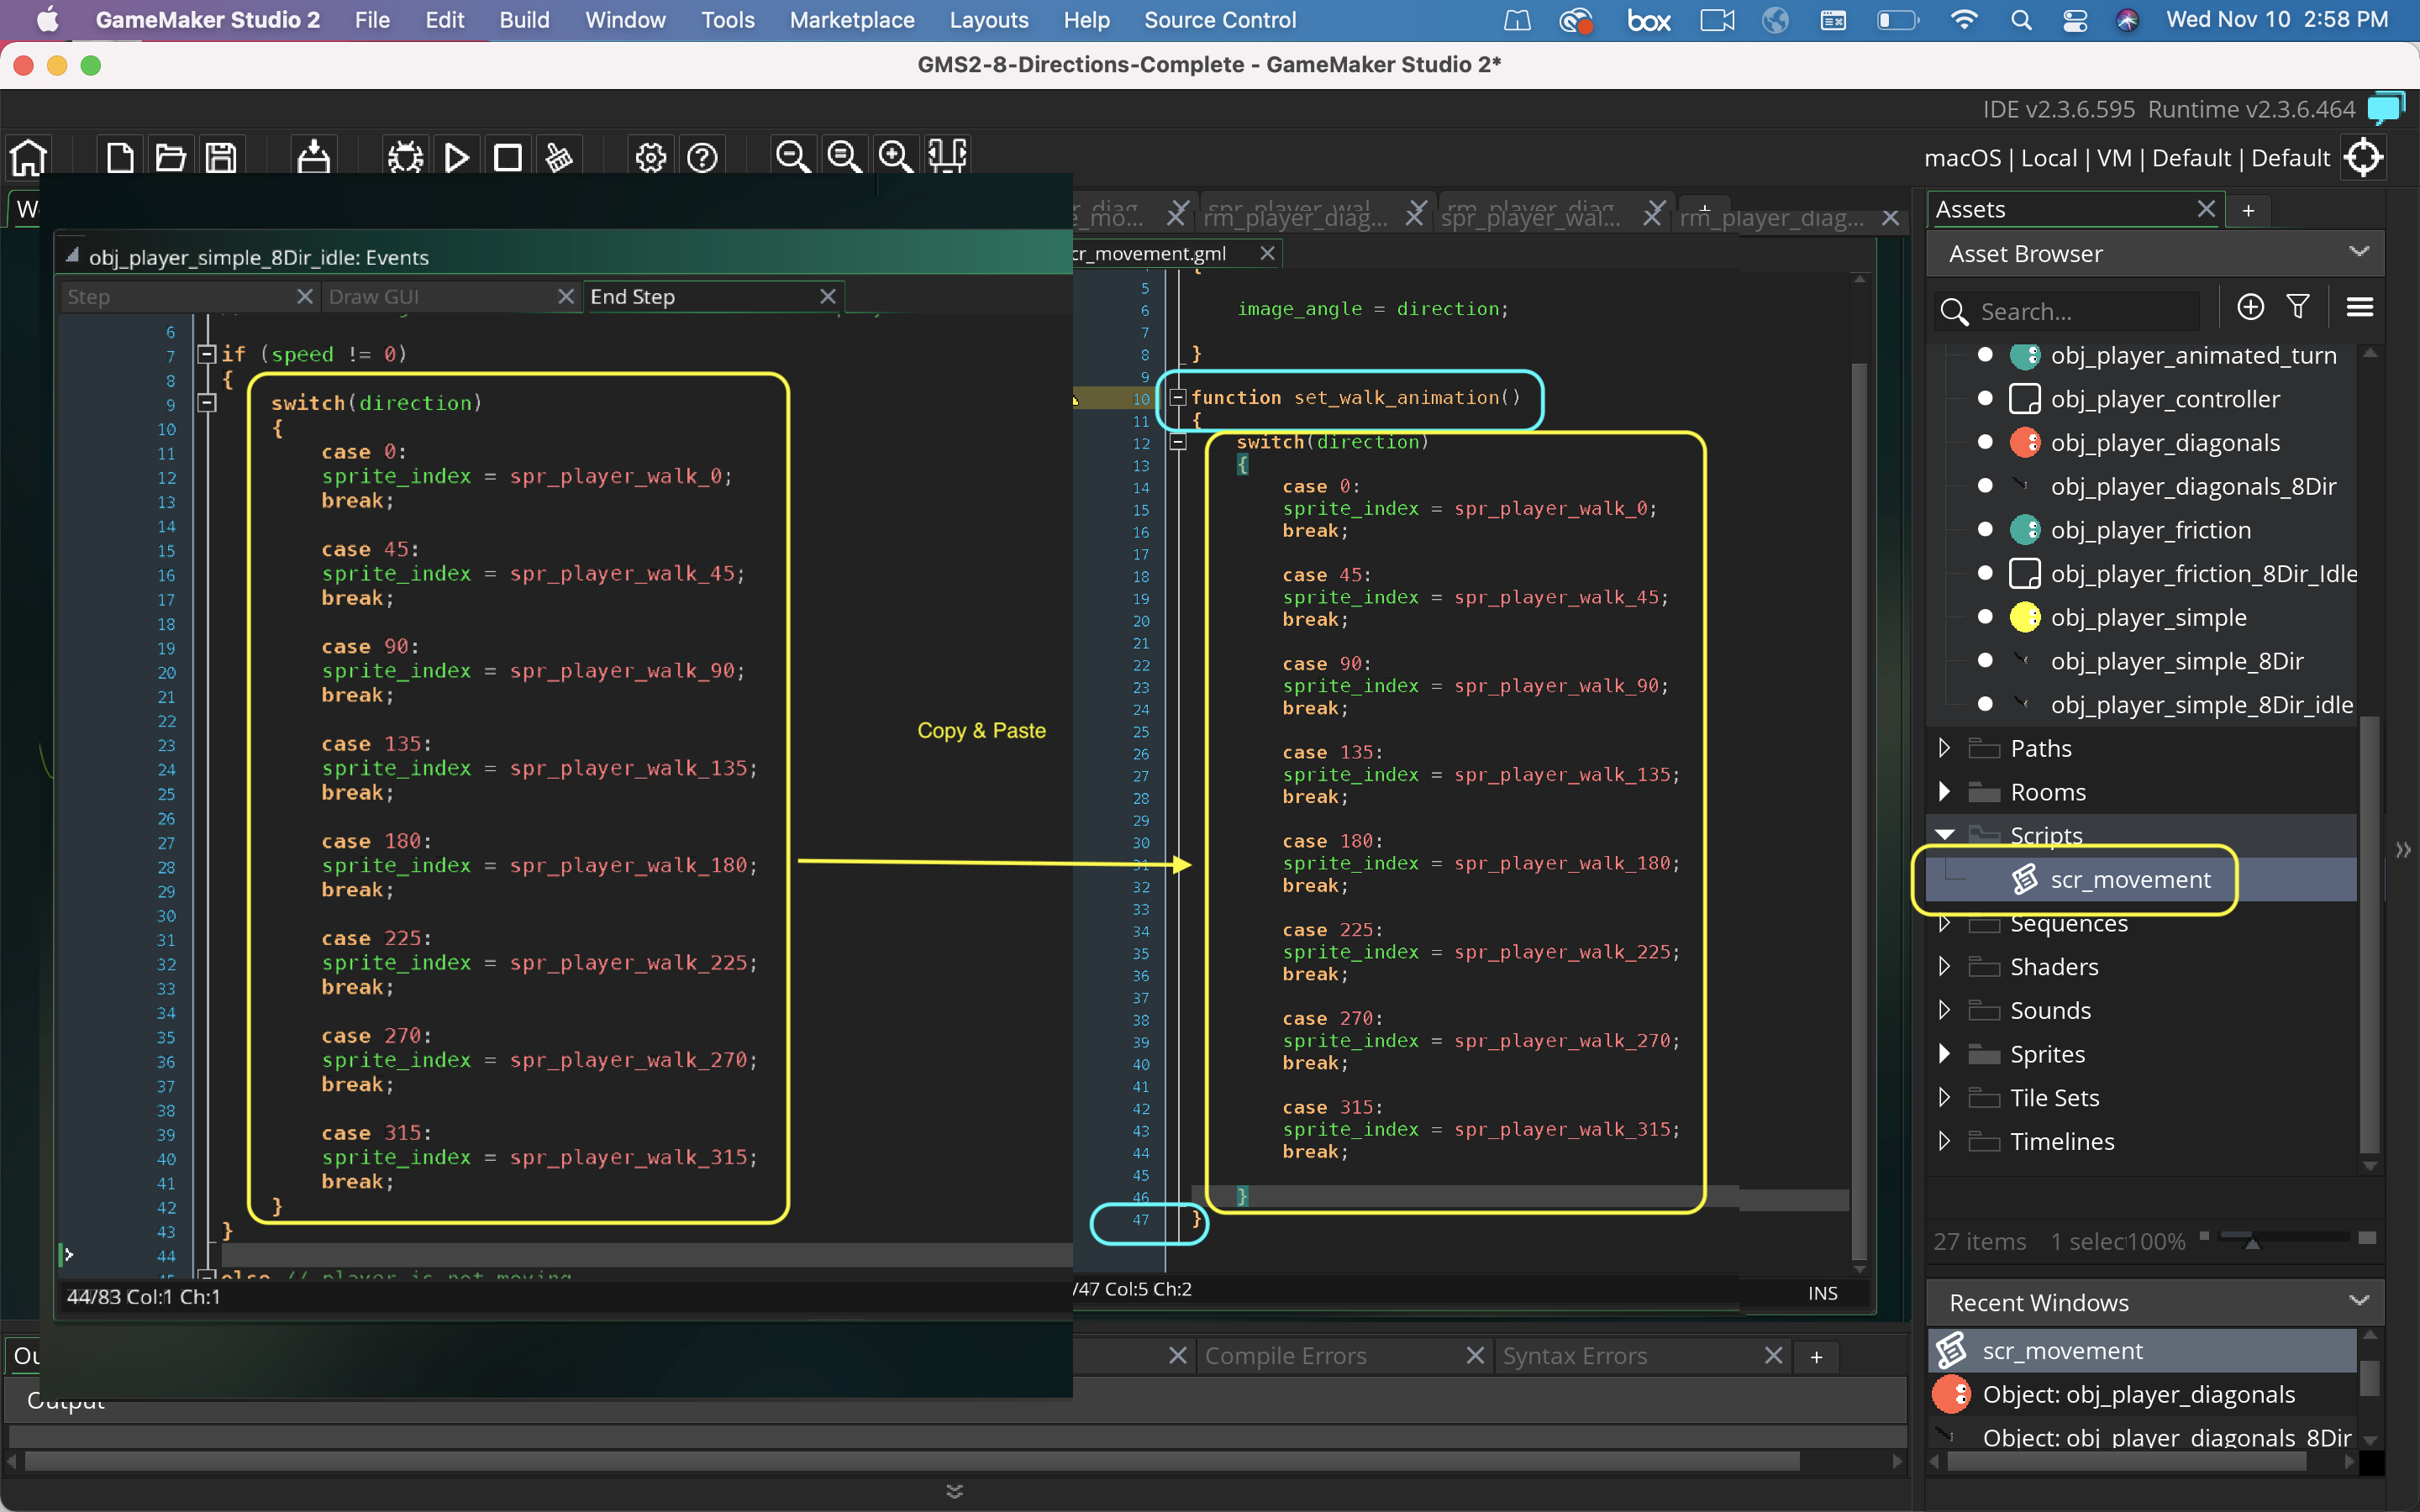 GameMaker Studio 2 File Edit Build Window Tools Marketplace Layouts Help Source Control box Wed Nov 10 2:58 PM
GMS2-8-Directions-Complete - GameMaker Studio 2*
IDE v2.3.6.595 Runtime v2.3.6.464
macOS | Local | VM | Default | Default
obj_player_simple_8Dir_idle: Events
Step Draw GUI End Step
6
7 if (speed != 0)
8 {
9 switch(direction)
10 {
11 case 0:
12 sprite_index = spr_player_walk_0;
13 break;
14
15 case 45:
16 sprite_index = spr_player_walk_45;
17 break;
18
19 case 90:
20 sprite_index = spr_player_walk_90;
21 break;
22
23 case 135:
24 sprite_index = spr_player_walk_135;
25 break;
26
27 case 180:
28 sprite_index = spr_player_walk_180;
29 break;
30
31 case 225:
32 sprite_index = spr_player_walk_225;
33 break;
34
35 case 270:
36 sprite_index = spr_player_walk_270;
37 break;
38
39 case 315:
40 sprite_index = spr_player_walk_315;
41 break;
42 }
43 }
44
else // player is not moving
44/83 Col:1 Ch:1
Copy & Paste
rm_player_diag... spr_player_wal... rm_player_diag...
cr_movement.gml
5
6 image_angle = direction;
7
8 }
9
10 function set_walk_animation()
11 {
12 switch(direction)
13 {
14 case 0:
15 sprite_index = spr_player_walk_0;
16 break;
17
18 case 45:
19 sprite_index = spr_player_walk_45;
20 break;
21
22 case 90:
23 sprite_index = spr_player_walk_90;
24 break;
25
26 case 135:
27 sprite_index = spr_player_walk_135;
28 break;
29
30 case 180:
31 sprite_index = spr_player_walk_180;
32 break;
33
34 case 225:
35 sprite_index = spr_player_walk_225;
36 break;
37
38 case 270:
39 sprite_index = spr_player_walk_270;
40 break;
41
42 case 315:
43 sprite_index = spr_player_walk_315;
44 break;
45
46 }
47 }
/47 Col:5 Ch:2 INS
Compile Errors Syntax Errors
Output
Assets
Asset Browser
Search...
obj_player_animated_turn
obj_player_controller
obj_player_diagonals
obj_player_diagonals_8Dir
obj_player_friction
obj_player_friction_8Dir_Idle
obj_player_simple
obj_player_simple_8Dir
obj_player_simple_8Dir_idle
Paths
Rooms
Scripts
scr_movement
Sequences
Shaders
Sounds
Sprites
Tile Sets
Timelines
27 items 1 selec 100%
Recent Windows
scr_movement
Object: obj_player_diagonals
Object: obj_player_diagonals_8Dir